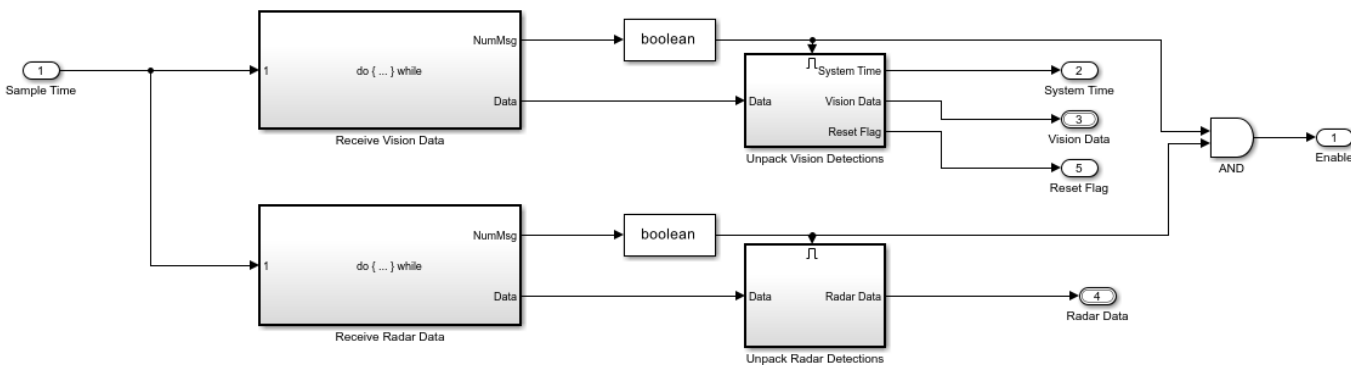 1
Sample Time
1
do { ... } while
NumMsg
Data
Receive Vision Data
boolean
Data
System Time
Vision Data
Reset Flag
Unpack Vision Detections
2
System Time
3
Vision Data
5
Reset Flag
AND
1
Enable
1
do { ... } while
NumMsg
Data
Receive Radar Data
boolean
Data
Radar Data
Unpack Radar Detections
4
Radar Data